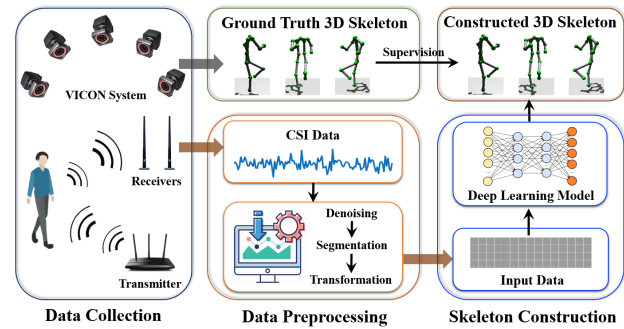 Ground Truth 3D Skeleton
Constructed 3D Skeleton
Supervision
VICON System
CSI Data
Receivers
Deep Learning Model
Denoising
Segmentation
Transformation
Transmitter
Input Data
Data Collection
Data Preprocessing
Skeleton Construction